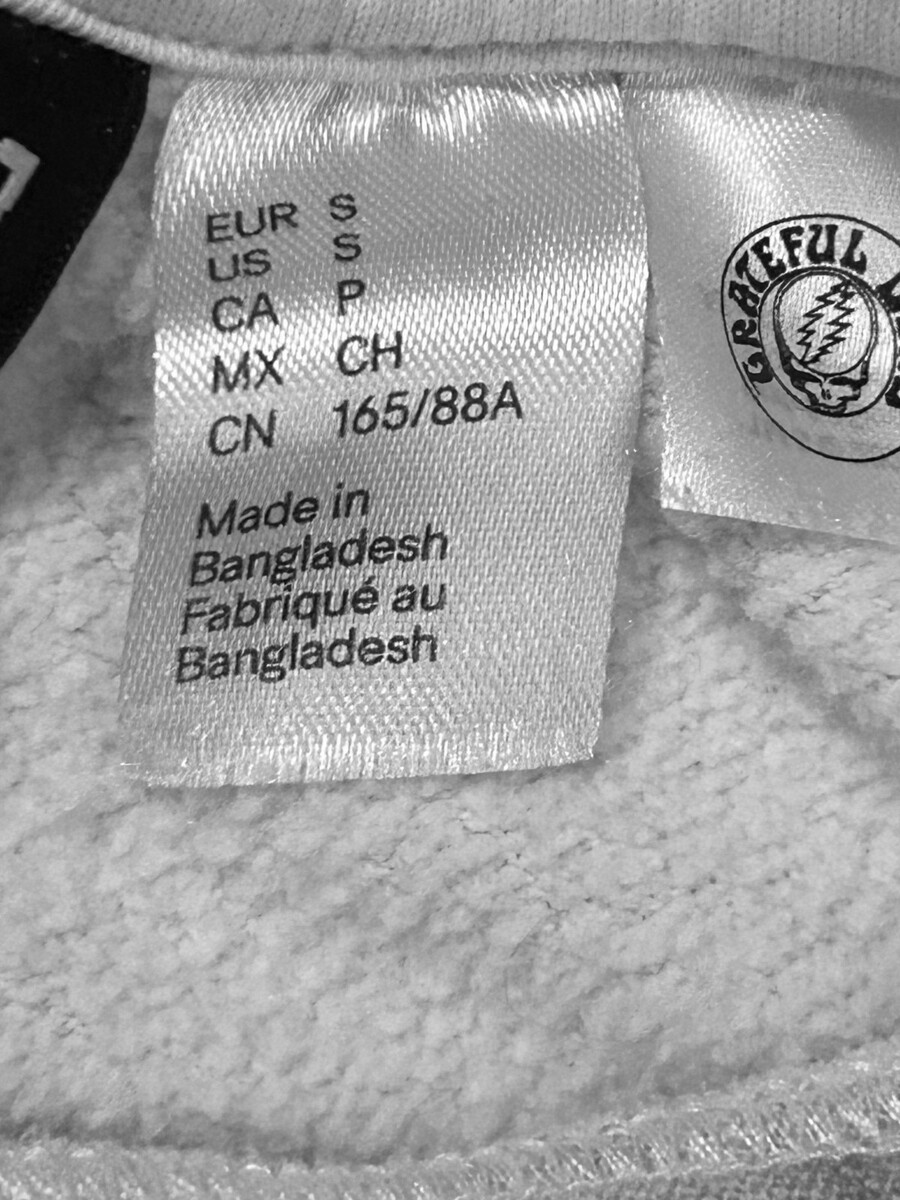 EUR S
US S
CA P
MX CH
CN 165/88A
Made in
Bangladesh
Fabriqué au
Bangladesh
GRATEFUL